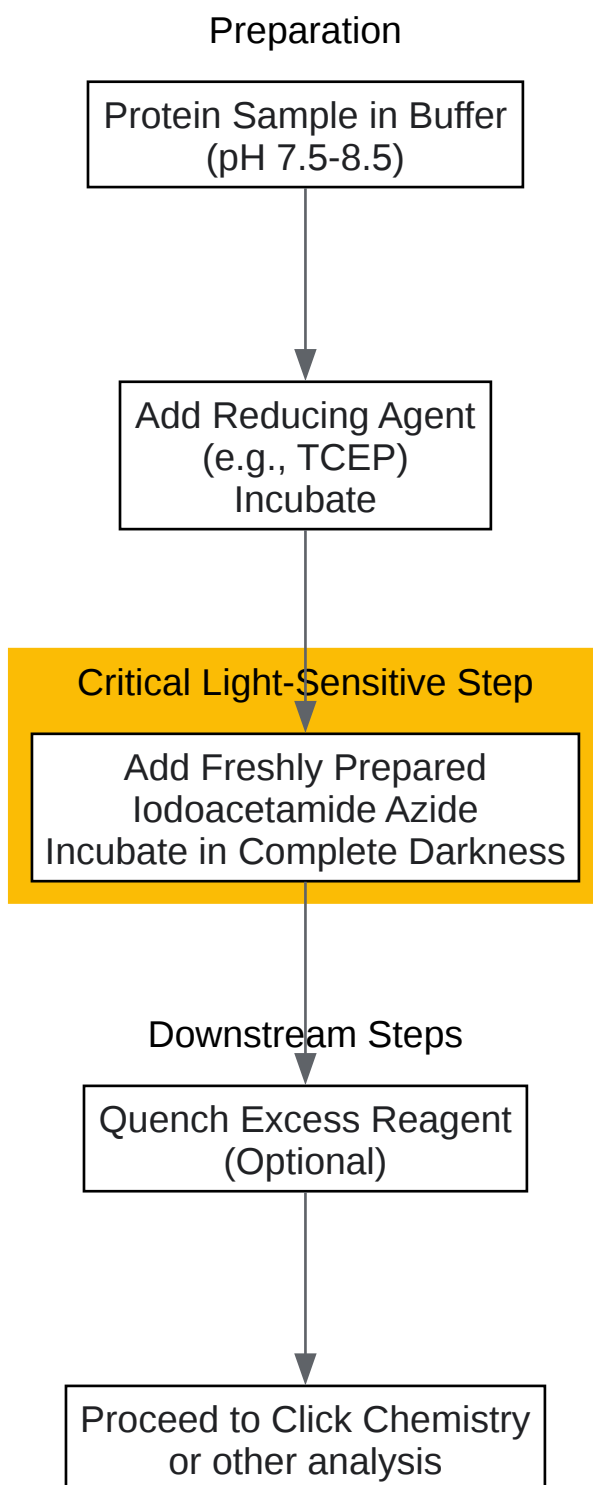 Preparation
Protein Sample in Buffer
(pH 7.5-8.5)
Add Reducing Agent
(e.g., TCEP)
Incubate
Critical Light-Sensitive Step
Add Freshly Prepared
Iodoacetamide Azide
Incubate in Complete Darkness
Downstream Steps
Quench Excess Reagent
(Optional)
Proceed to Click Chemistry
or other analysis